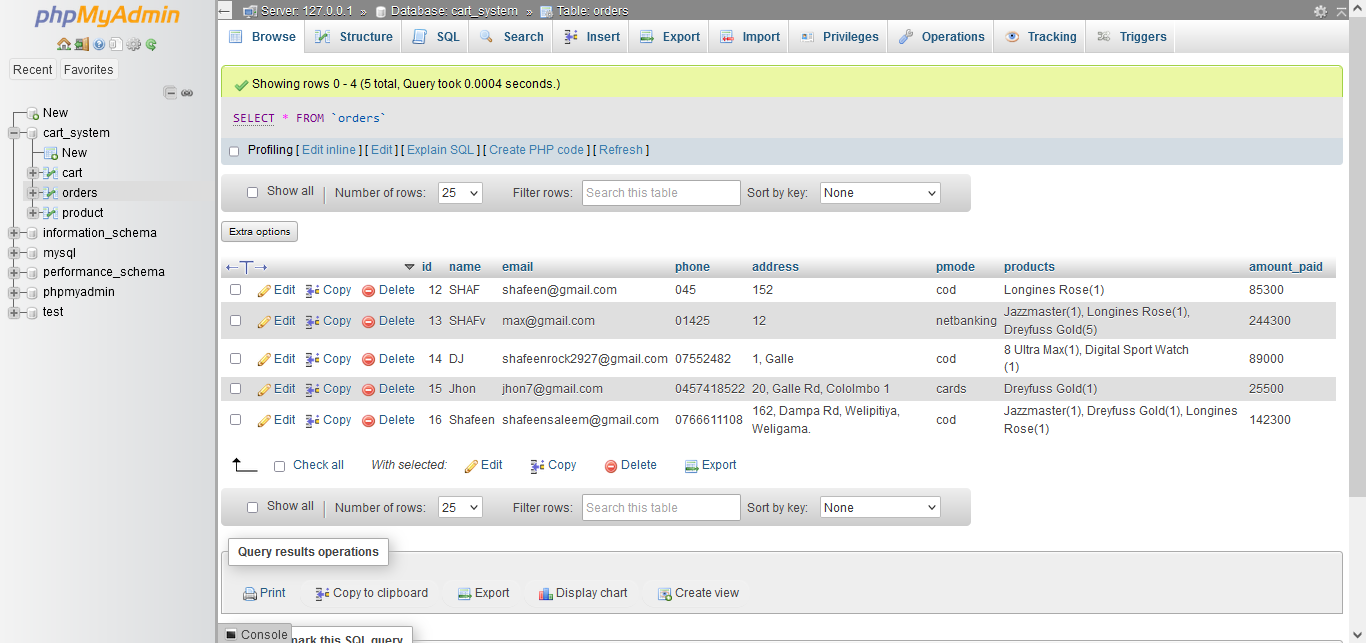 phpMyAdmin
Recent Favorites
New
cart_system
New
cart
orders
product
information_schema
mysql
performance_schema
phpmyadmin
test
Server: 127.0.0.1 » Database: cart_system » Table: orders
Browse Structure SQL Search Insert Export Import Privileges Operations Tracking Triggers
Showing rows 0 - 4 (5 total, Query took 0.0004 seconds.)
SELECT * FROM `orders`
Profiling [ Edit inline ] [ Edit ] [ Explain SQL ] [ Create PHP code ] [ Refresh ]
Show all | Number of rows: 25 Filter rows: Search this table Sort by key: None
Extra options
←T→ id name email phone address pmode products amount_paid
Edit Copy Delete 12 SHAF shafeen@gmail.com 045 152 cod Longines Rose(1) 85300
Edit Copy Delete 13 SHAFv max@gmail.com 01425 12 netbanking Jazzmaster(1), Longines Rose(1),
Dreyfuss Gold(5) 244300
Edit Copy Delete 14 DJ shafeenrock2927@gmail.com 07552482 1, Galle cod 8 Ultra Max(1), Digital Sport Watch
(1) 89000
Edit Copy Delete 15 Jhon jhon7@gmail.com 0457418522 20, Galle Rd, Cololmbo 1 cards Dreyfuss Gold(1) 25500
Edit Copy Delete 16 Shafeen shafeensaleem@gmail.com 0766611108 162, Dampa Rd, Welipitiya,
Weligama. cod Jazzmaster(1), Dreyfuss Gold(1), Longines
Rose(1) 142300
Check all With selected: Edit Copy Delete Export
Show all | Number of rows: 25 Filter rows: Search this table Sort by key: None
Query results operations
Print Copy to clipboard Export Display chart Create view
Console
mark this SQL query